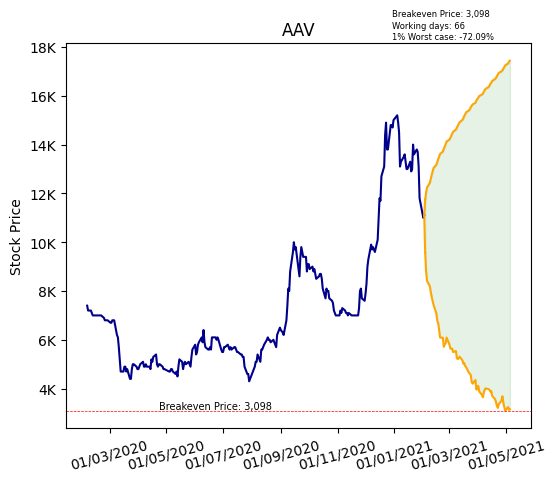 Breakeven Price: 3,098
Working days: 66
1% Worst case: -72.09%
AAV
Stock Price
18K
16K
14K
12K
10K
8K
6K
4K
Breakeven Price: 3,098
01/03/2020
01/05/2020
01/07/2020
01/09/2020
01/11/2020
01/01/2021
01/03/2021
01/05/2021